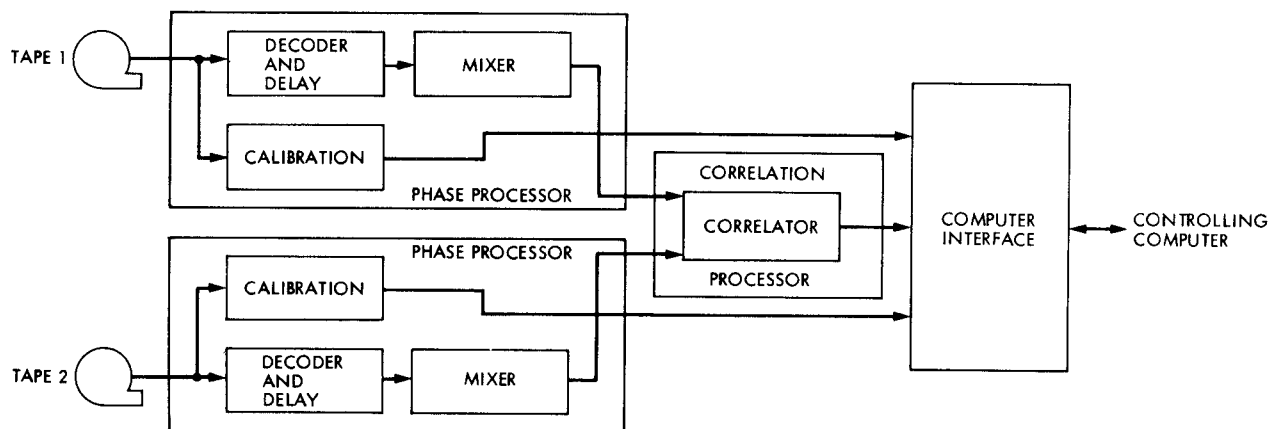 TAPE 1
DECODER
AND
DELAY
MIXER
CALIBRATION
PHASE PROCESSOR
CORRELATION
CORRELATOR
PROCESSOR
COMPUTER
INTERFACE
CONTROLLING
COMPUTER
PHASE PROCESSOR
CALIBRATION
TAPE 2
DECODER
AND
DELAY
MIXER